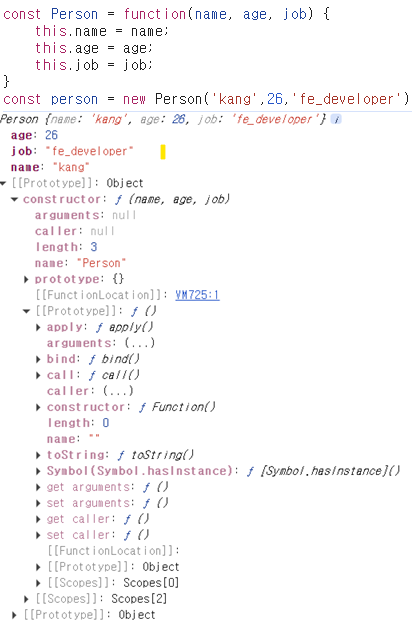 const Person = function(name, age, job) {
this.name = name;
this.age = age;
this.job = job;
}
const person = new Person('kang',26,'fe_developer')
Person {name: 'kang', age: 26, job: 'fe_developer'} i
age: 26
job: "fe_developer"
name: "kang"
[[Prototype]]: Object
constructor: ƒ (name, age, job)
arguments: null
caller: null
length: 3
name: "Person"
prototype: {}
[[FunctionLocation]]: VM725:1
[[Prototype]]: ƒ ()
apply: ƒ apply()
arguments: (...)
bind: ƒ bind()
call: ƒ call()
caller: (...)
constructor: ƒ Function()
length: 0
name: ""
toString: ƒ toString()
Symbol(Symbol.hasInstance): ƒ [Symbol.hasInstance]()
get arguments: ƒ ()
set arguments: ƒ ()
get caller: ƒ ()
set caller: ƒ ()
[[FunctionLocation]]:
[[Prototype]]: Object
[[Scopes]]: Scopes[0]
[[Scopes]]: Scopes[2]
[[Prototype]]: Object